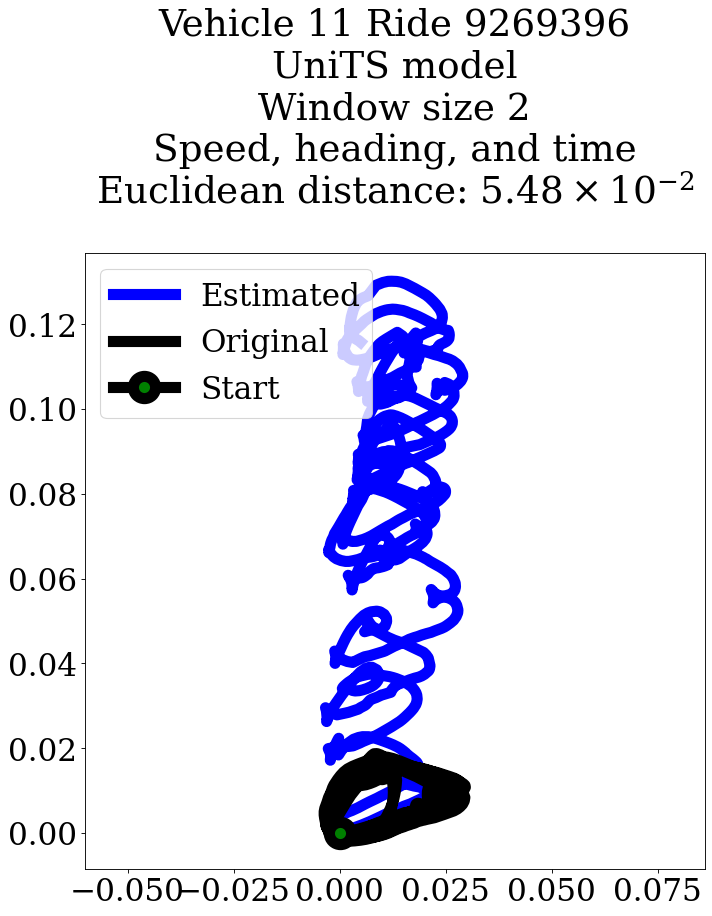 Vehicle 11 Ride 9269396
UniTS model
Window size 2
Speed, heading, and time
Euclidean distance: 5.48 × 10⁻²
Estimated
Original
Start
0.12
0.10
0.08
0.06
0.04
0.02
0.00
−0.050 −0.025 0.000 0.025 0.050 0.075